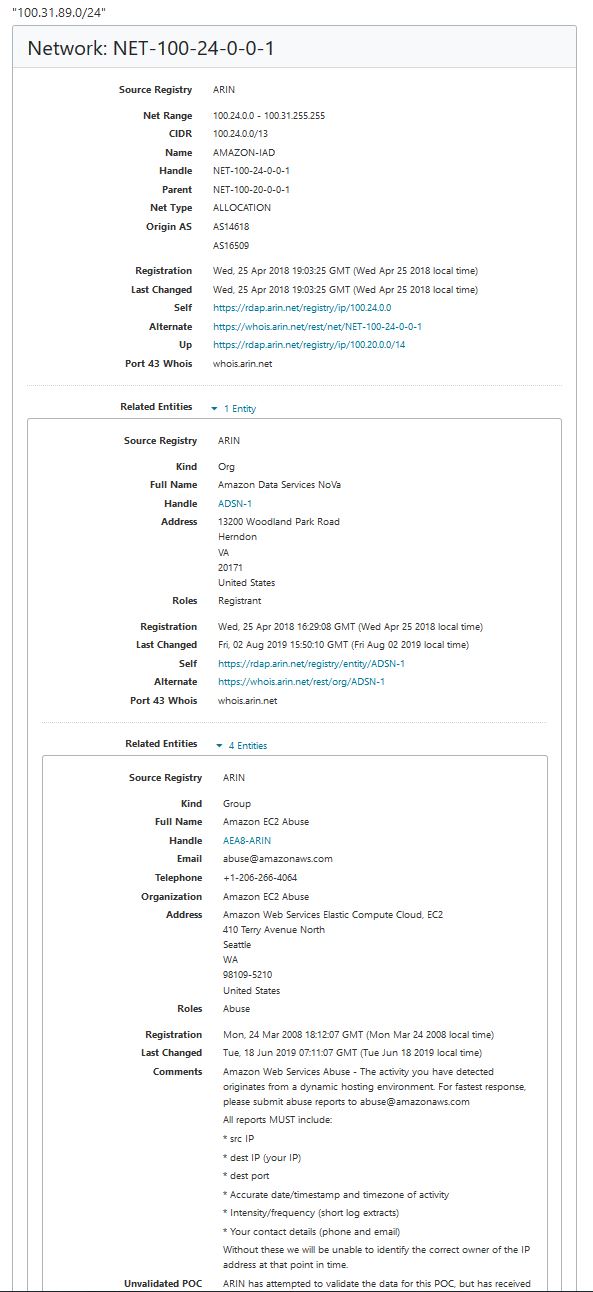 "100.31.89.0/24"
Network: NET-100-24-0-0-1
Source Registry ARIN
Net Range 100.24.0.0 - 100.31.255.255
CIDR 100.24.0.0/13
Name AMAZON-IAD
Handle NET-100-24-0-0-1
Parent NET-100-20-0-0-1
Net Type ALLOCATION
Origin AS AS14618
AS16509
Registration Wed, 25 Apr 2018 19:03:25 GMT (Wed Apr 25 2018 local time)
Last Changed Wed, 25 Apr 2018 19:03:25 GMT (Wed Apr 25 2018 local time)
Self https://rdap.arin.net/registry/ip/100.24.0.0
Alternate https://whois.arin.net/rest/net/NET-100-24-0-0-1
Up https://rdap.arin.net/registry/ip/100.20.0.0/14
Port 43 Whois whois.arin.net
Related Entities 1 Entity
Source Registry ARIN
Kind Org
Full Name Amazon Data Services NoVa
Handle ADSN-1
Address 13200 Woodland Park Road
Herndon
VA
20171
United States
Roles Registrant
Registration Wed, 25 Apr 2018 16:29:08 GMT (Wed Apr 25 2018 local time)
Last Changed Fri, 02 Aug 2019 15:50:10 GMT (Fri Aug 02 2019 local time)
Self https://rdap.arin.net/registry/entity/ADSN-1
Alternate https://whois.arin.net/rest/org/ADSN-1
Port 43 Whois whois.arin.net
Related Entities 4 Entities
Source Registry ARIN
Kind Group
Full Name Amazon EC2 Abuse
Handle AEA8-ARIN
Email abuse@amazonaws.com
Telephone +1-206-266-4064
Organization Amazon EC2 Abuse
Address Amazon Web Services Elastic Compute Cloud, EC2
410 Terry Avenue North
Seattle
WA
98109-5210
United States
Roles Abuse
Registration Mon, 24 Mar 2008 18:12:07 GMT (Mon Mar 24 2008 local time)
Last Changed Tue, 18 Jun 2019 07:11:07 GMT (Tue Jun 18 2019 local time)
Comments Amazon Web Services Abuse - The activity you have detected
originates from a dynamic hosting environment. For fastest response,
please submit abuse reports to abuse@amazonaws.com
All reports MUST include:
* src IP
* dest IP (your IP)
* dest port
* Accurate date/timestamp and timezone of activity
* Intensity/frequency (short log extracts)
* Your contact details (phone and email)
Without these we will be unable to identify the correct owner of the IP
address at that point in time.
Unvalidated POC ARIN has attempted to validate the data for this POC, but has received